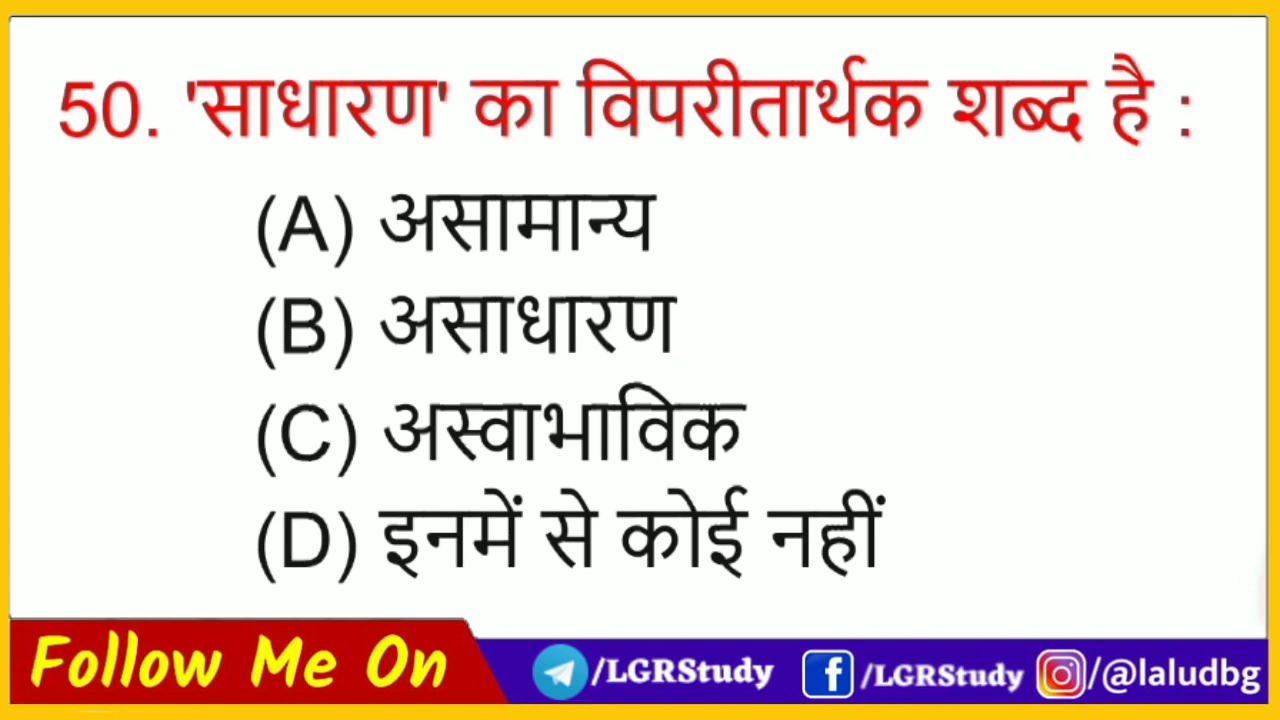 50. 'साधारण' का विपरीतार्थक शब्द है :
(A) असामान्य
(B) असाधारण
(C) अस्वाभाविक
(D) इनमें से कोई नहीं
Follow Me On /LGRStudy /LGRStudy /@laludbg